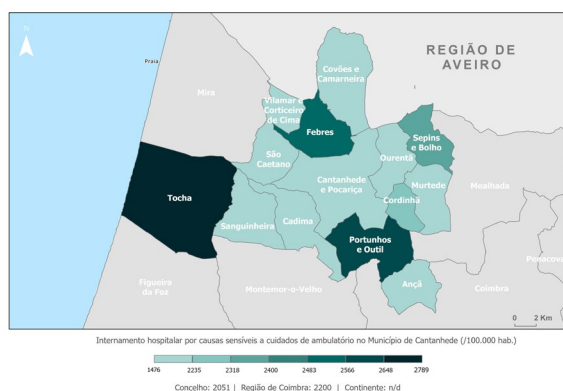 N
REGIÃO DE
AVEIRO
Covões e
Camarneira
Praia
Mira
Vilamar e
Corticeiro
de Cima
Febres
Sepins
e Bolho
Ourentã
São
Caetano
Cantanhede
e Pocariça
Murtede
Mealhada
Tocha
Cordinhã
Sanguinheira
Cadima
Portunhos
e Outil
Penacova
Figueira
da Foz
Montemor-o-Velho
Ançã
Coimbra
0 2 Km
Internamento hospitalar por causas sensíveis a cuidados de ambulatório no Município de Cantanhede (/100.000 hab.)
1476 2235 2318 2400 2483 2566 2648 2789
Concelho: 2051 | Região de Coimbra: 2200 | Continente: n/d